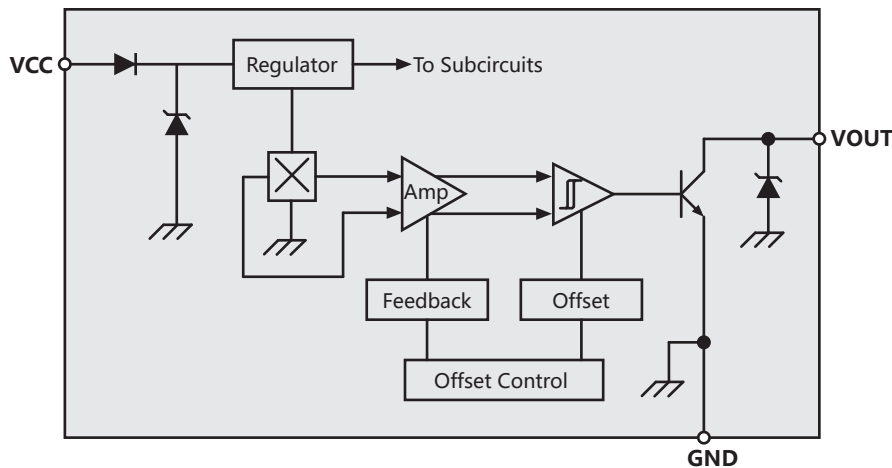 VCC
Regulator
To Subcircuits
VOUT
Amp
Feedback
Offset
Offset Control
GND